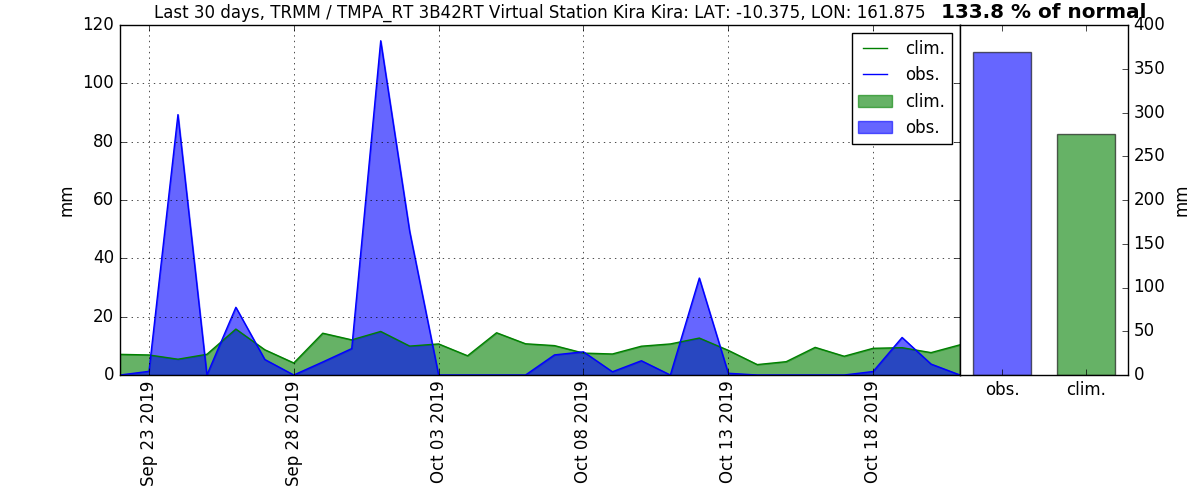 Last 30 days, TRMM / TMPA_RT 3B42RT Virtual Station Kira Kira: LAT: -10.375, LON: 161.875 133.8 % of normal
120
100
80
60
40
20
0
mm
clim.
obs.
clim.
obs.
Sep 23 2019
Sep 28 2019
Oct 03 2019
Oct 08 2019
Oct 13 2019
Oct 18 2019
400
350
300
250
200
150
100
50
0
mm
obs. clim.